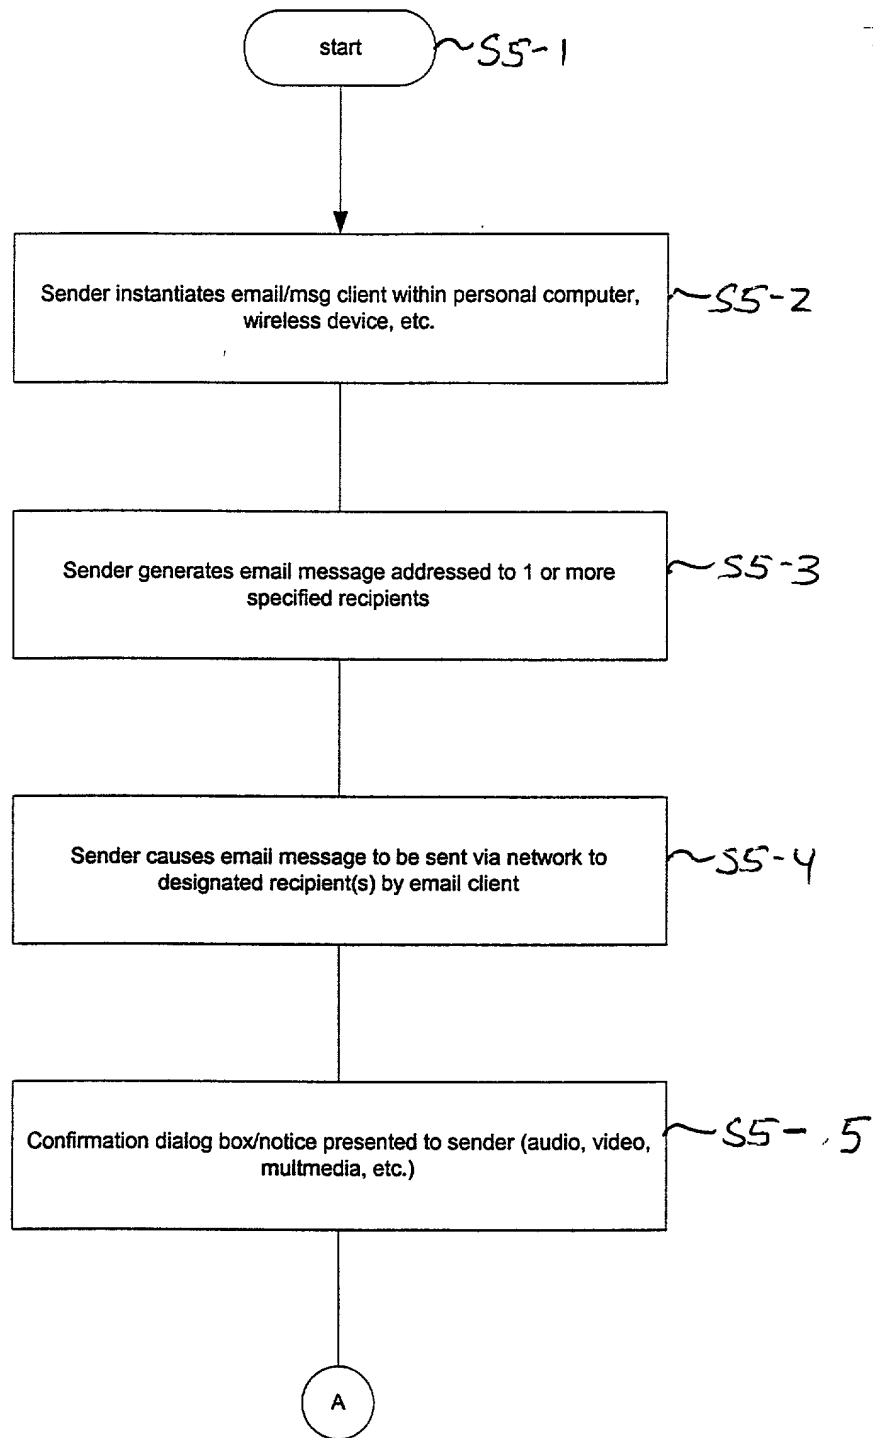 start
S5-1
Sender instantiates email/msg client within personal computer,
wireless device, etc.
S5-2
Sender generates email message addressed to 1 or more
specified recipients
S5-3
Sender causes email message to be sent via network to
designated recipient(s) by email client
S5-4
Confirmation dialog box/notice presented to sender (audio, video,
multmedia, etc.)
S5-.5
A